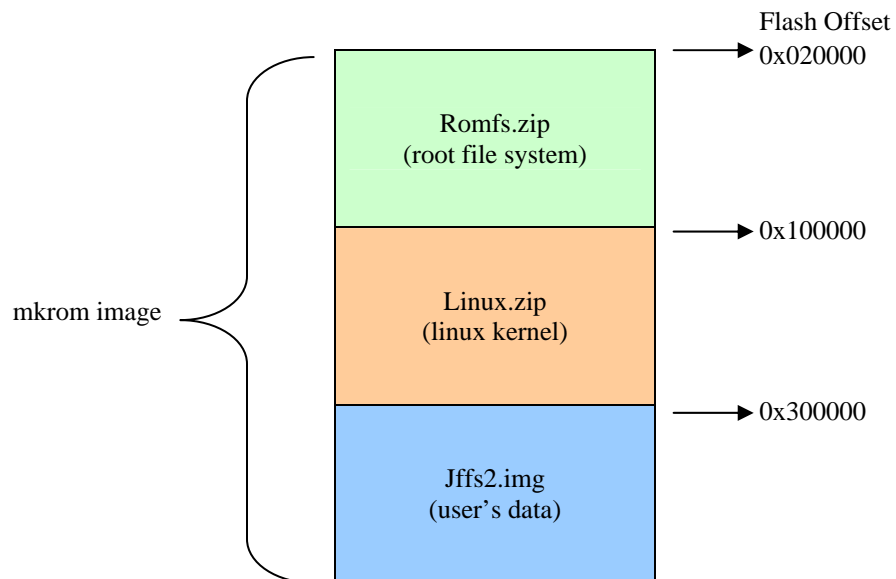 Flash Offset
0x020000
Romfs.zip
(root file system)
0x100000
mkrom image
Linux.zip
(linux kernel)
0x300000
Jffs2.img
(user’s data)